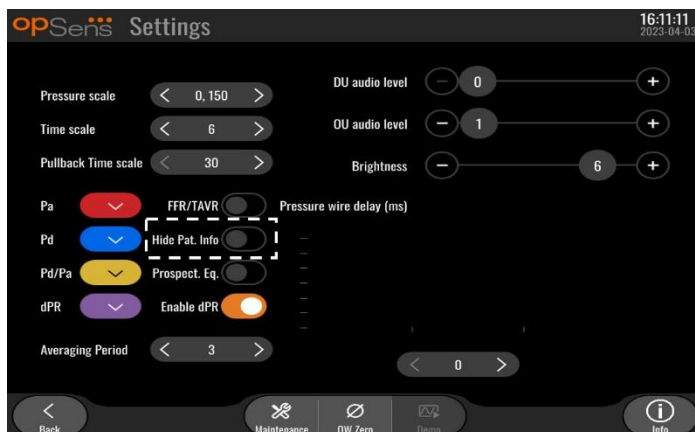 opSens Settings
16:11:11
2023-04-03
Pressure scale < 0, 150 >
Time scale < 6 >
Pullback Time scale < 30 >
DU audio level - 0 +
OU audio level - 1 +
Brightness - 6 +
Pa FFR/TAVR Pressure wire delay (ms)
Pd Hide Pat. Info
Pd/Pa Prospect. Eq.
dPR Enable dPR
Averaging Period < 3 >
< 0 >
Back Maintenance OW Zero Demo Info